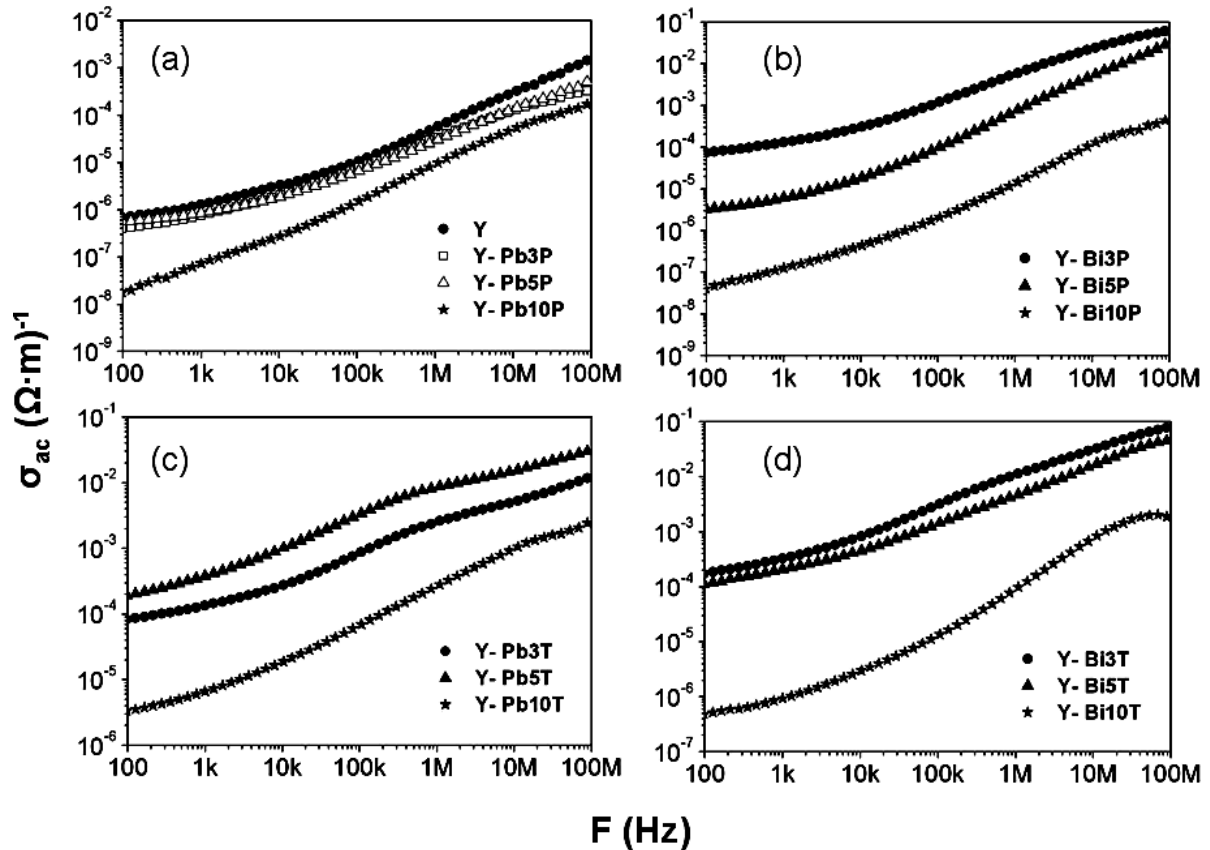 σac (Ω·m)-1
(a)
10-2
10-3
10-4
10-5
10-6
10-7
10-8
10-9
Y
Y- Pb3P
Y- Pb5P
Y- Pb10P
100 1k 10k 100k 1M 10M 100M
(b)
10-1
10-2
10-3
10-4
10-5
10-6
10-7
10-8
10-9
Y- Bi3P
Y- Bi5P
Y- Bi10P
100 1k 10k 100k 1M 10M 100M
(c)
10-1
10-2
10-3
10-4
10-5
10-6
Y- Pb3T
Y- Pb5T
Y- Pb10T
100 1k 10k 100k 1M 10M 100M
(d)
10-1
10-2
10-3
10-4
10-5
10-6
10-7
Y- Bi3T
Y- Bi5T
Y- Bi10T
100 1k 10k 100k 1M 10M 100M
F (Hz)